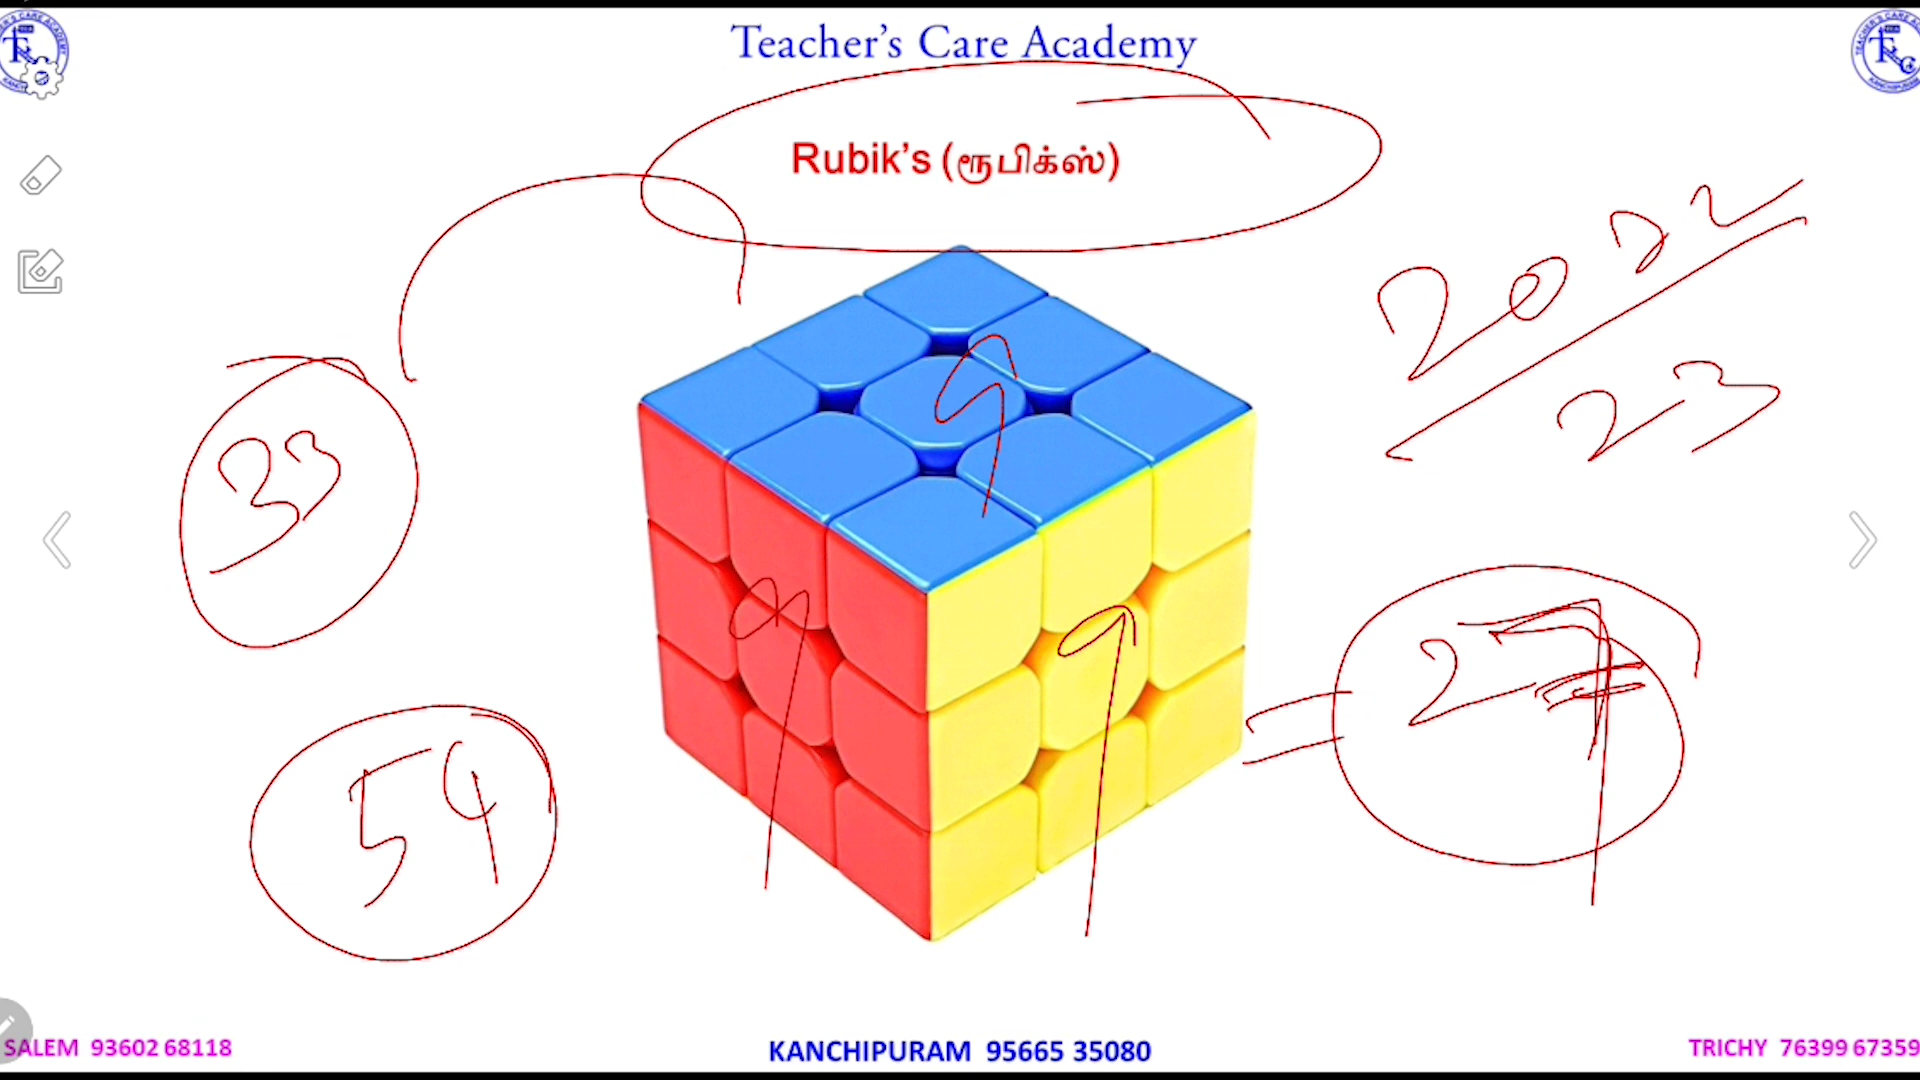 Teacher's Care Academy
Rubik's (ரூபிக்ஸ்)
2022
23
33
9
9
9
27
54
SALEM 93602 68118
KANCHIPURAM 95665 35080
TRICHY 76399 67359